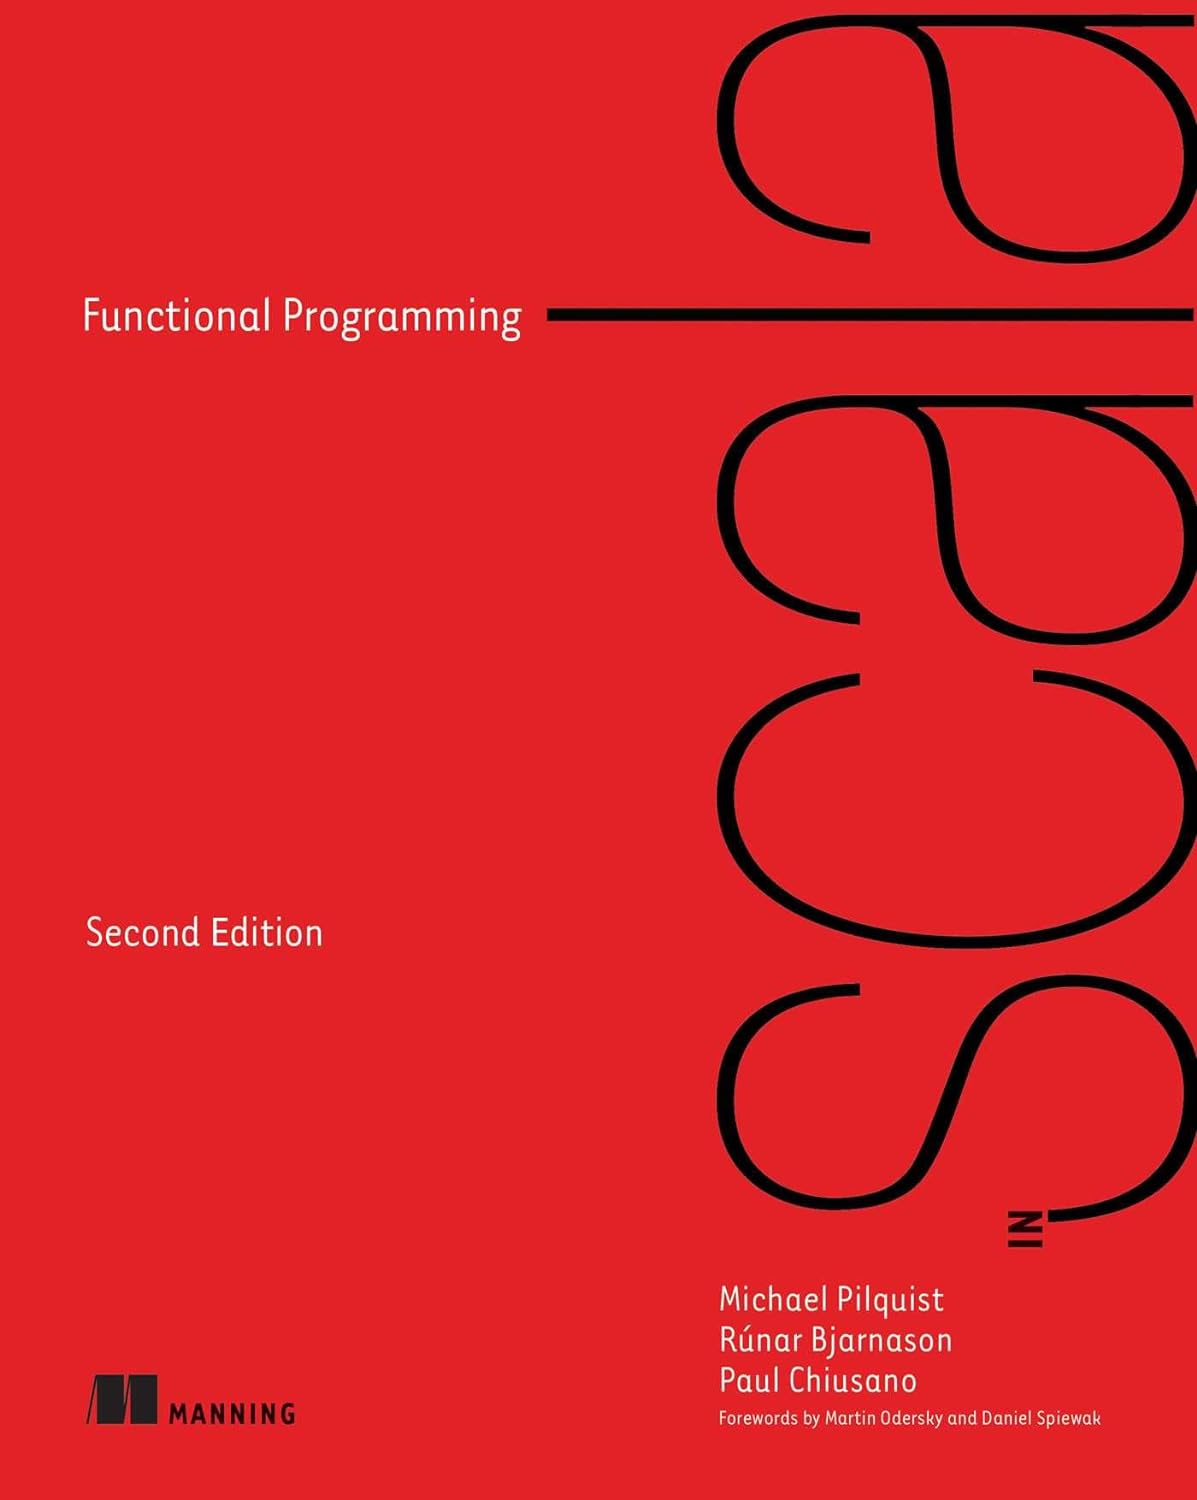 Functional Programming
IN
scala
Second Edition
Michael Pilquist
Rúnar Bjarnason
Paul Chiusano
Forewords by Martin Odersky and Daniel Spiewak
MANNING